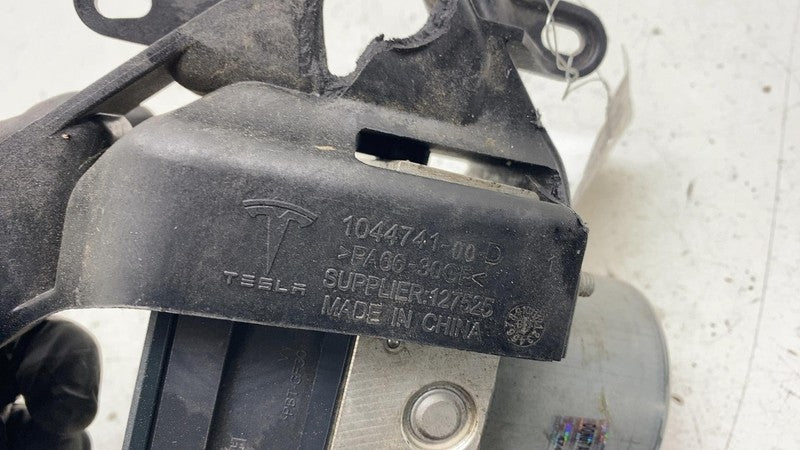 TESLA
1044741-00 D
>PA66-30GF<
SUPPLIER:127525
MADE IN CHINA